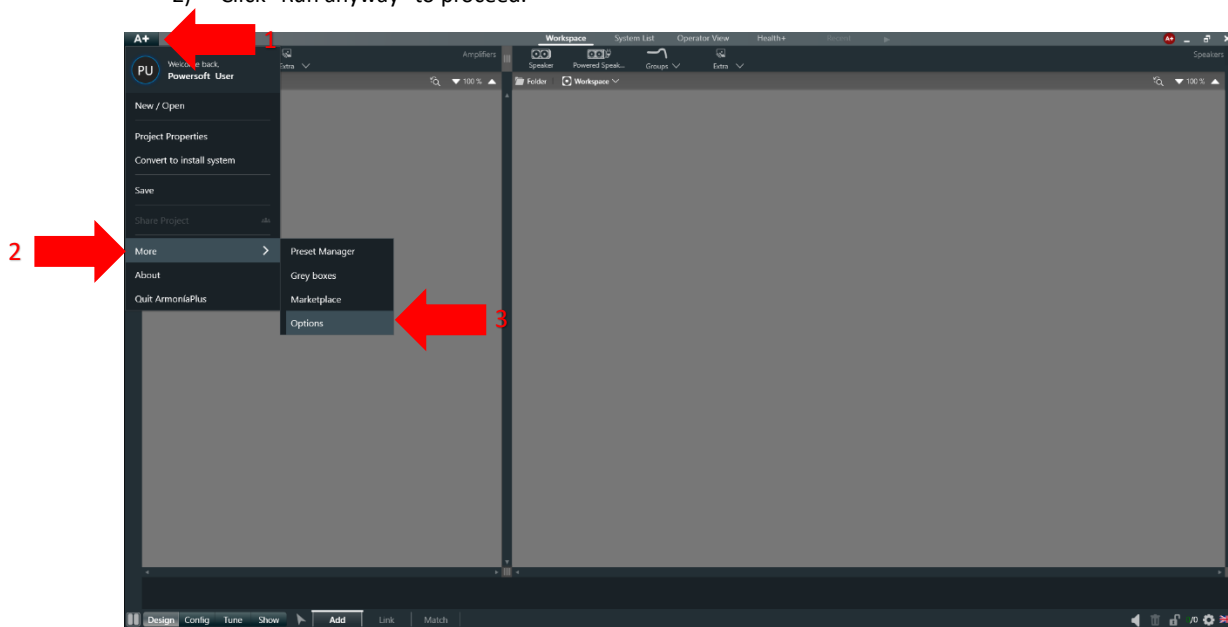 2) Click "Run anyway" to proceed.
A+
1
Workspace System List Operator View Health+ Recent
A+
Extra
Amplifiers
Speaker Powered Speak... Groups Extra
Speakers
PU
Welcome back,
Powersoft User
100 %
Folder Workspace
100 %
New / Open
Project Properties
Convert to install system
Save
Share Project
2
More
Preset Manager
About
Grey boxes
Quit ArmoníaPlus
Marketplace
Options
3
Design Config Tune Show Add Link Match
/0